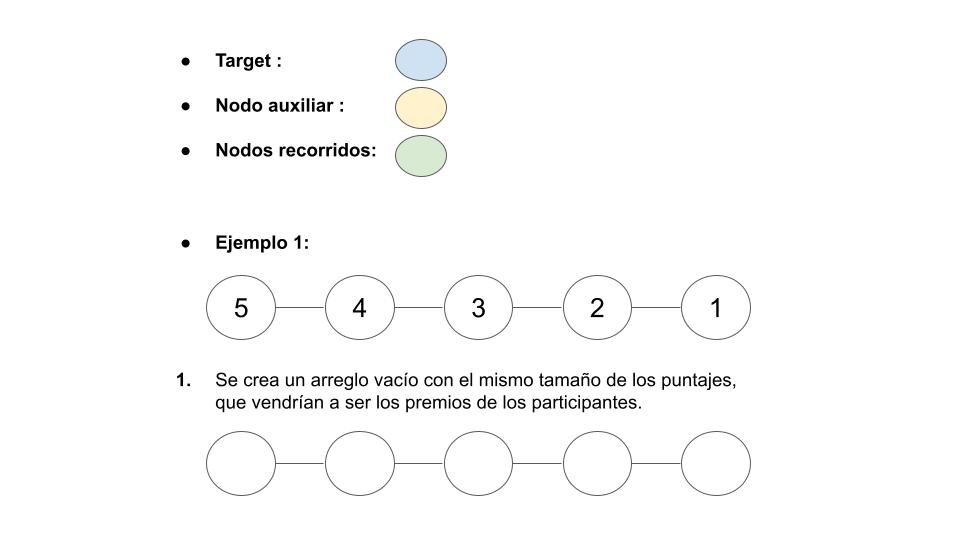 ● Target :
● Nodo auxiliar :
● Nodos recorridos:
● Ejemplo 1:
5 4 3 2 1
1. Se crea un arreglo vacío con el mismo tamaño de los puntajes,
que vendrían a ser los premios de los participantes.